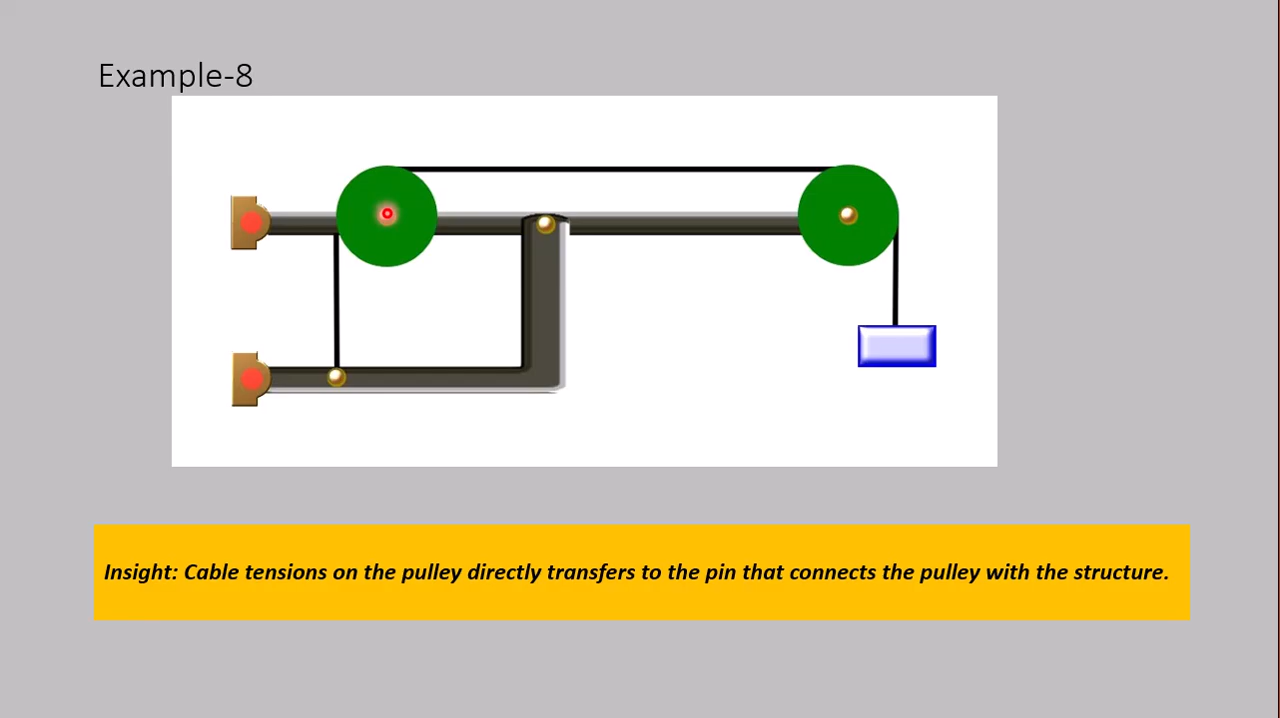 Example-8
Insight: Cable tensions on the pulley directly transfers to the pin that connects the pulley with the structure.